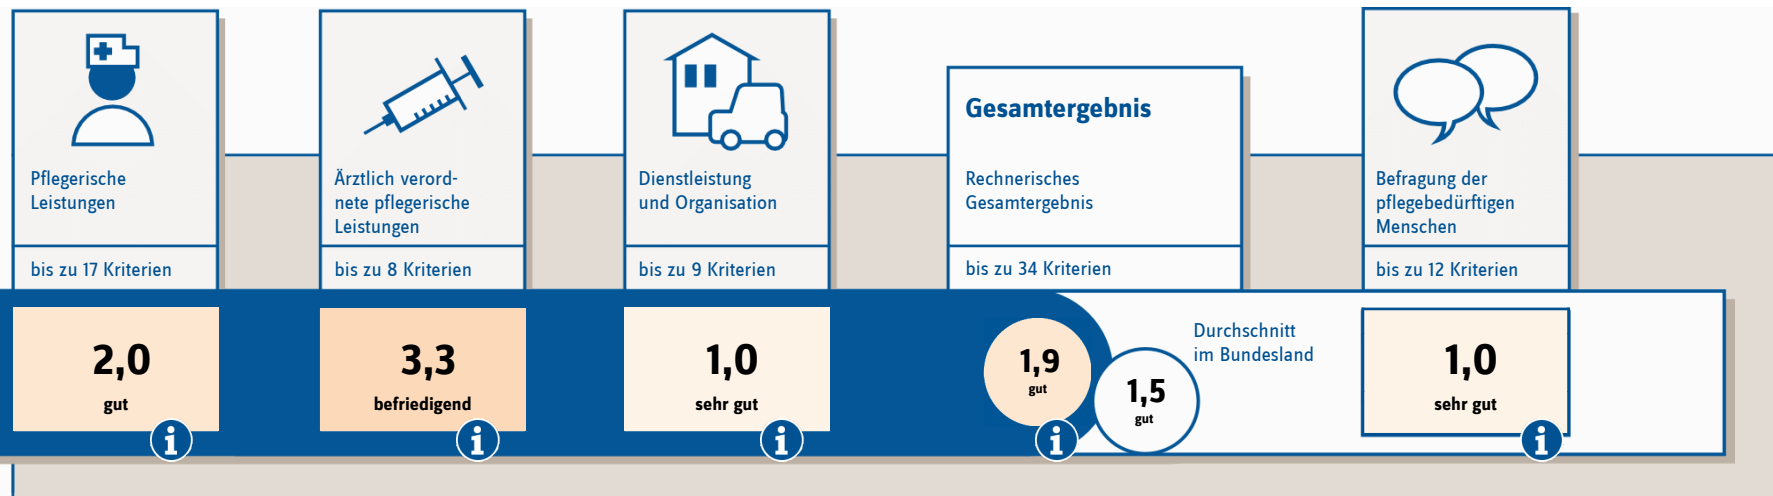 Pflegerische
Leistungen
bis zu 17 Kriterien
2,0
gut
i
Ärztlich verord-
nete pflegerische
Leistungen
bis zu 8 Kriterien
3,3
befriedigend
i
Dienstleistung
und Organisation
bis zu 9 Kriterien
1,0
sehr gut
i
Gesamtergebnis
Rechnerisches
Gesamtergebnis
bis zu 34 Kriterien
1,9
gut
i
1,5
gut
Durchschnitt
im Bundesland
Befragung der
pflegebedürftigen
Menschen
bis zu 12 Kriterien
1,0
sehr gut
i